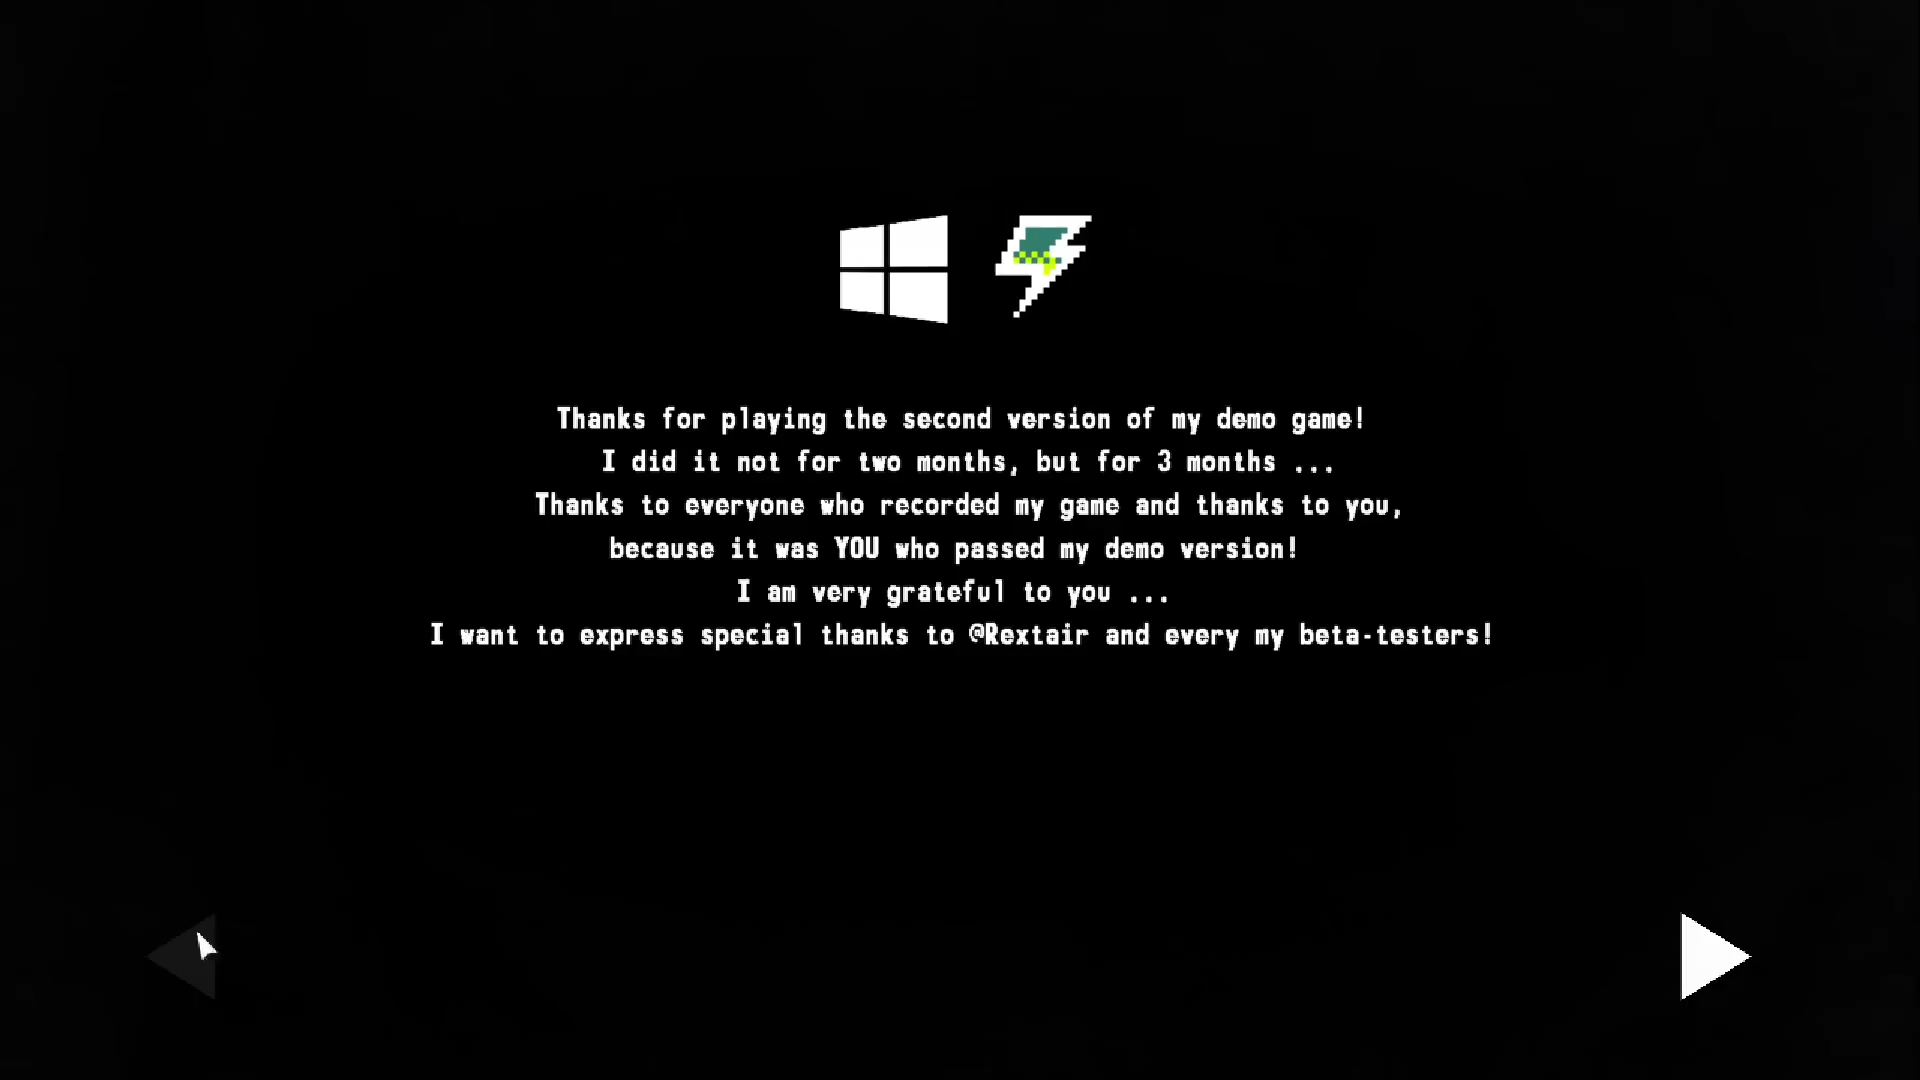 Thanks for playing the second version of my demo game!
I did it not for two months, but for 3 months ...
Thanks to everyone who recorded my game and thanks to you,
because it was YOU who passed my demo version!
I am very grateful to you ...
I want to express special thanks to @Rextair and every my beta-testers!